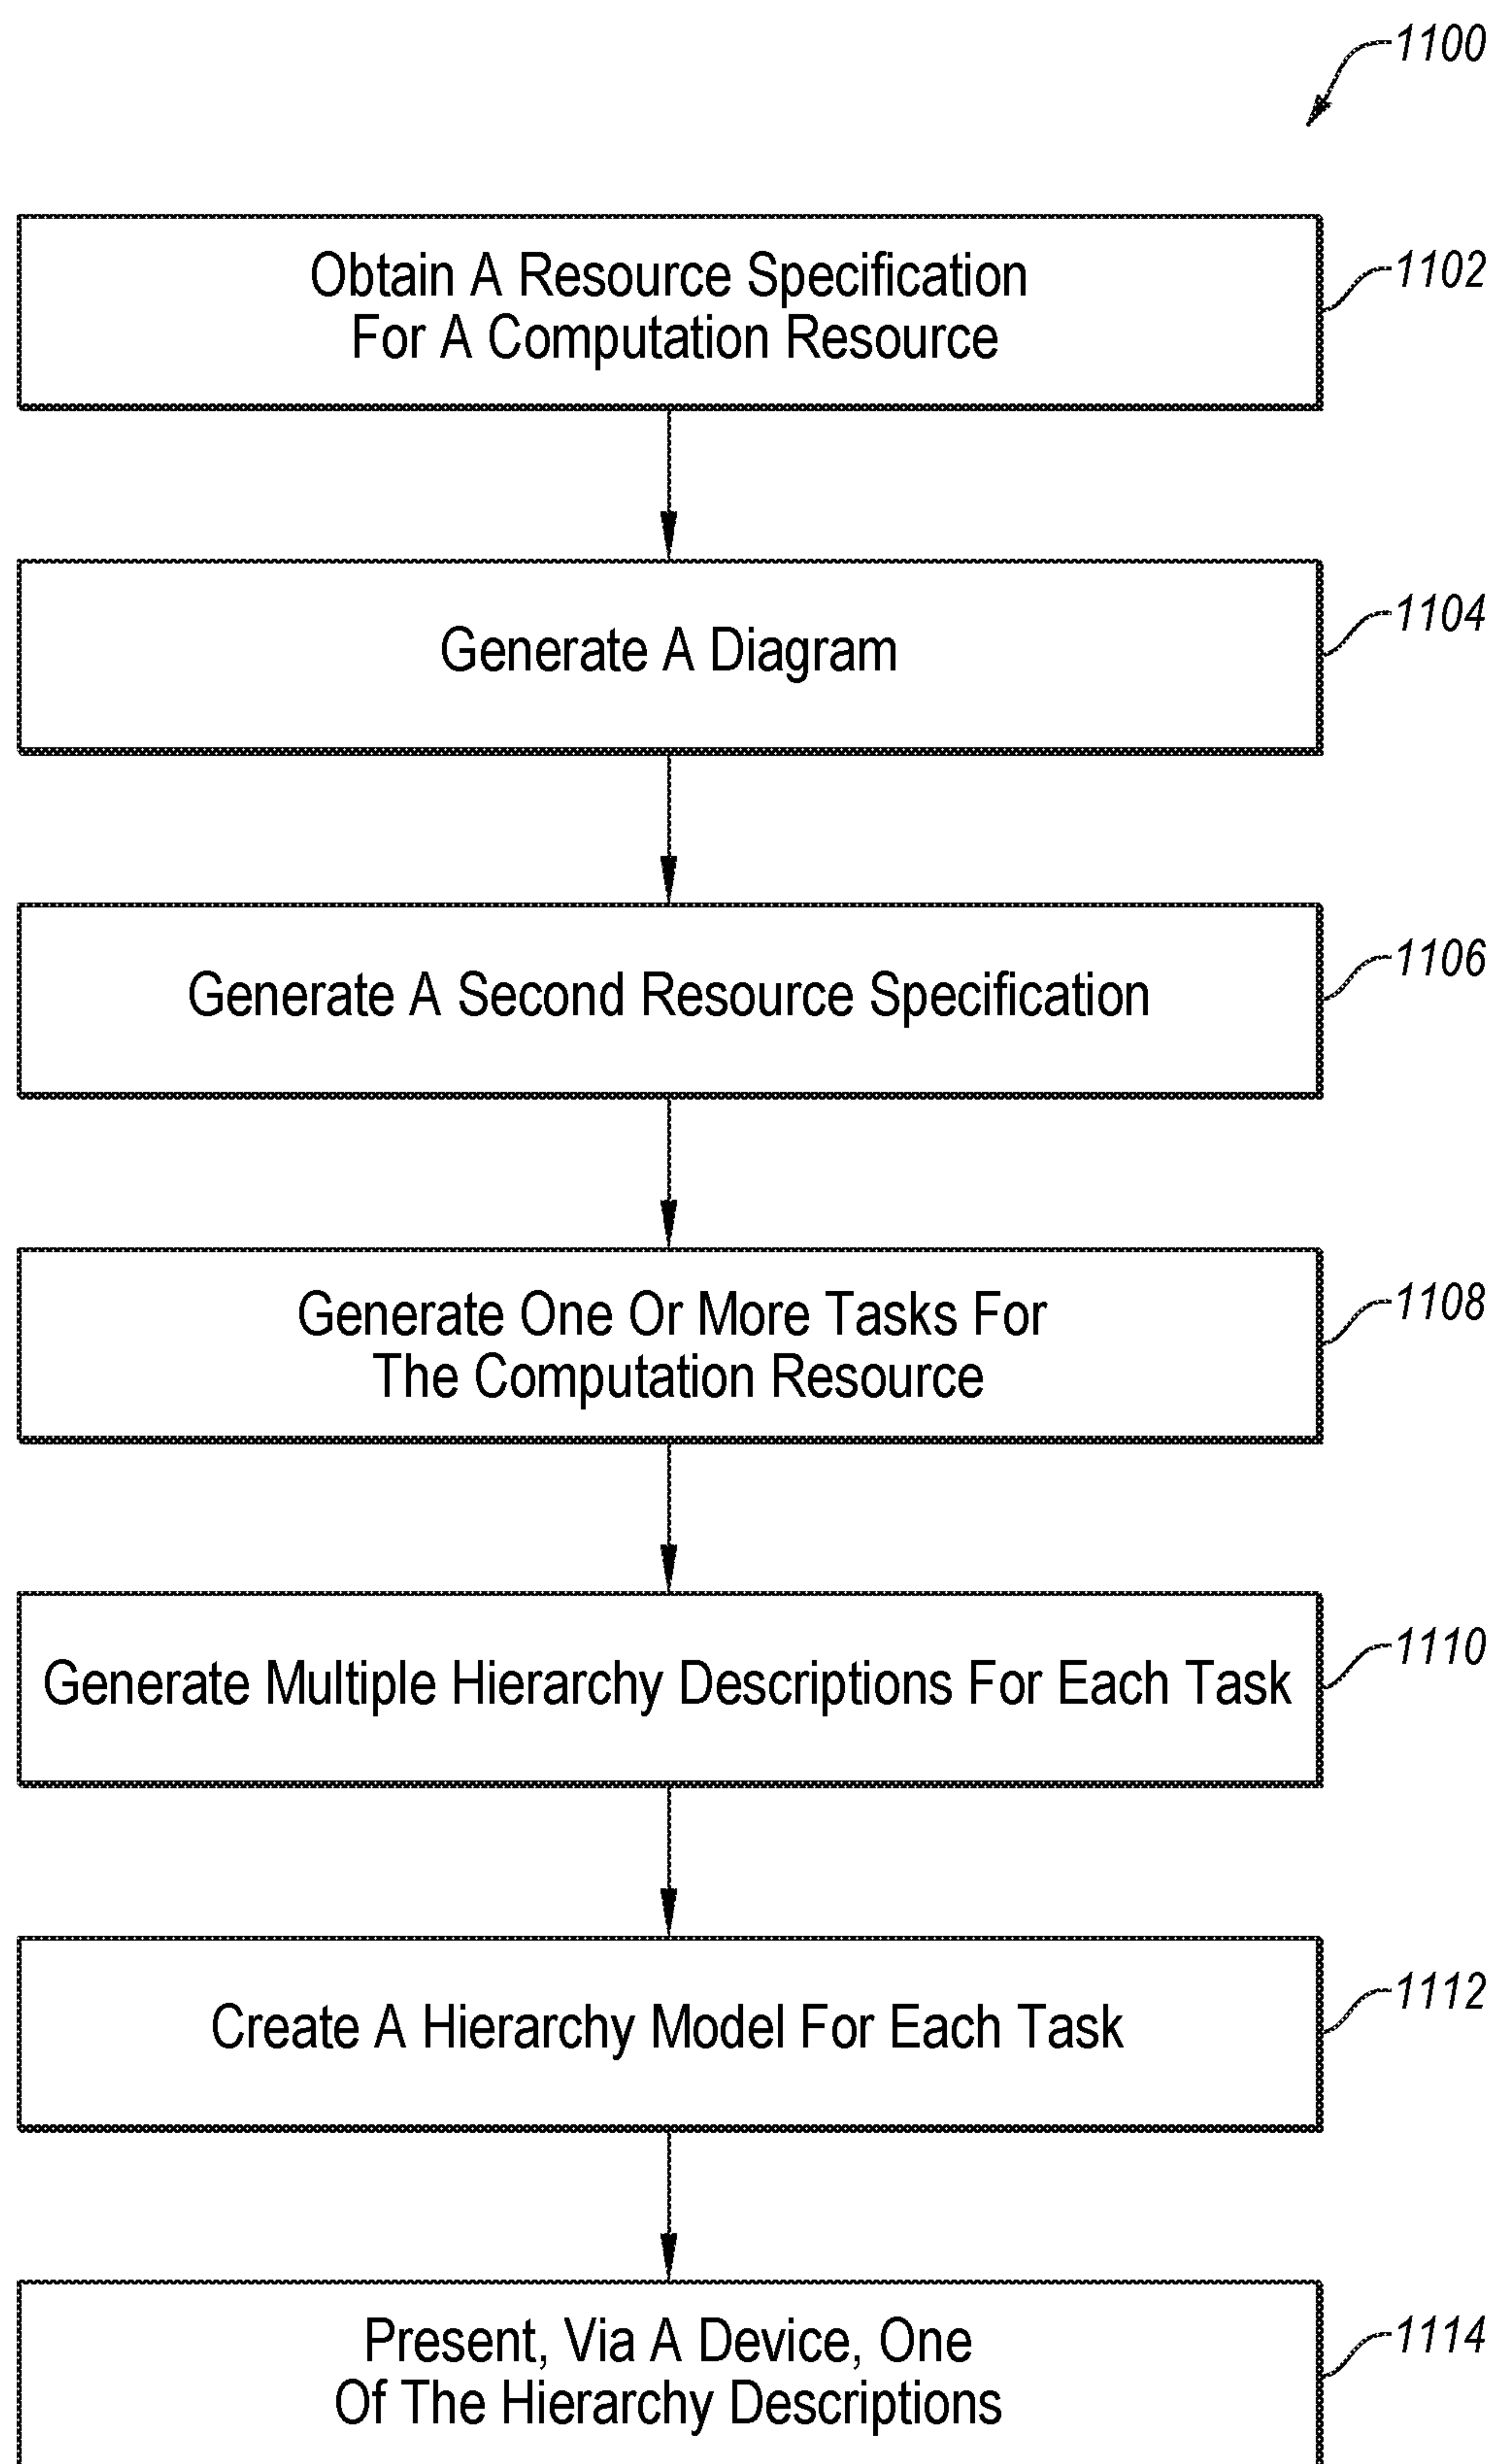 1100
Obtain A Resource Specification
For A Computation Resource
1102
Generate A Diagram
1104
Generate A Second Resource Specification
1106
Generate One Or More Tasks For
The Computation Resource
1108
Generate Multiple Hierarchy Descriptions For Each Task
1110
Create A Hierarchy Model For Each Task
1112
Present, Via A Device, One
Of The Hierarchy Descriptions
1114